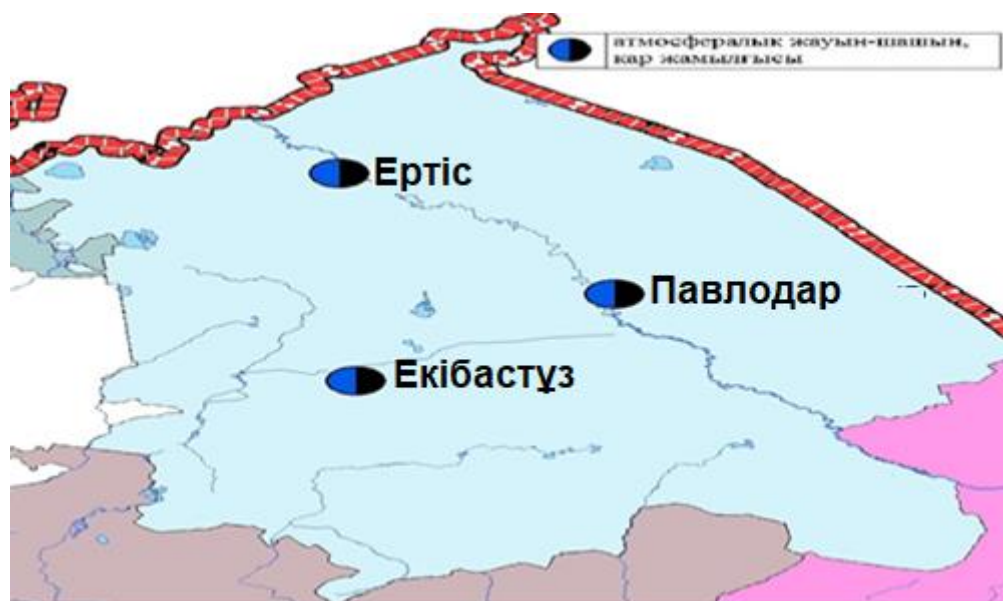 атмосфералық жауын-шашын,
қар жамылғысы
Ертіс
Павлодар
Екібастұз